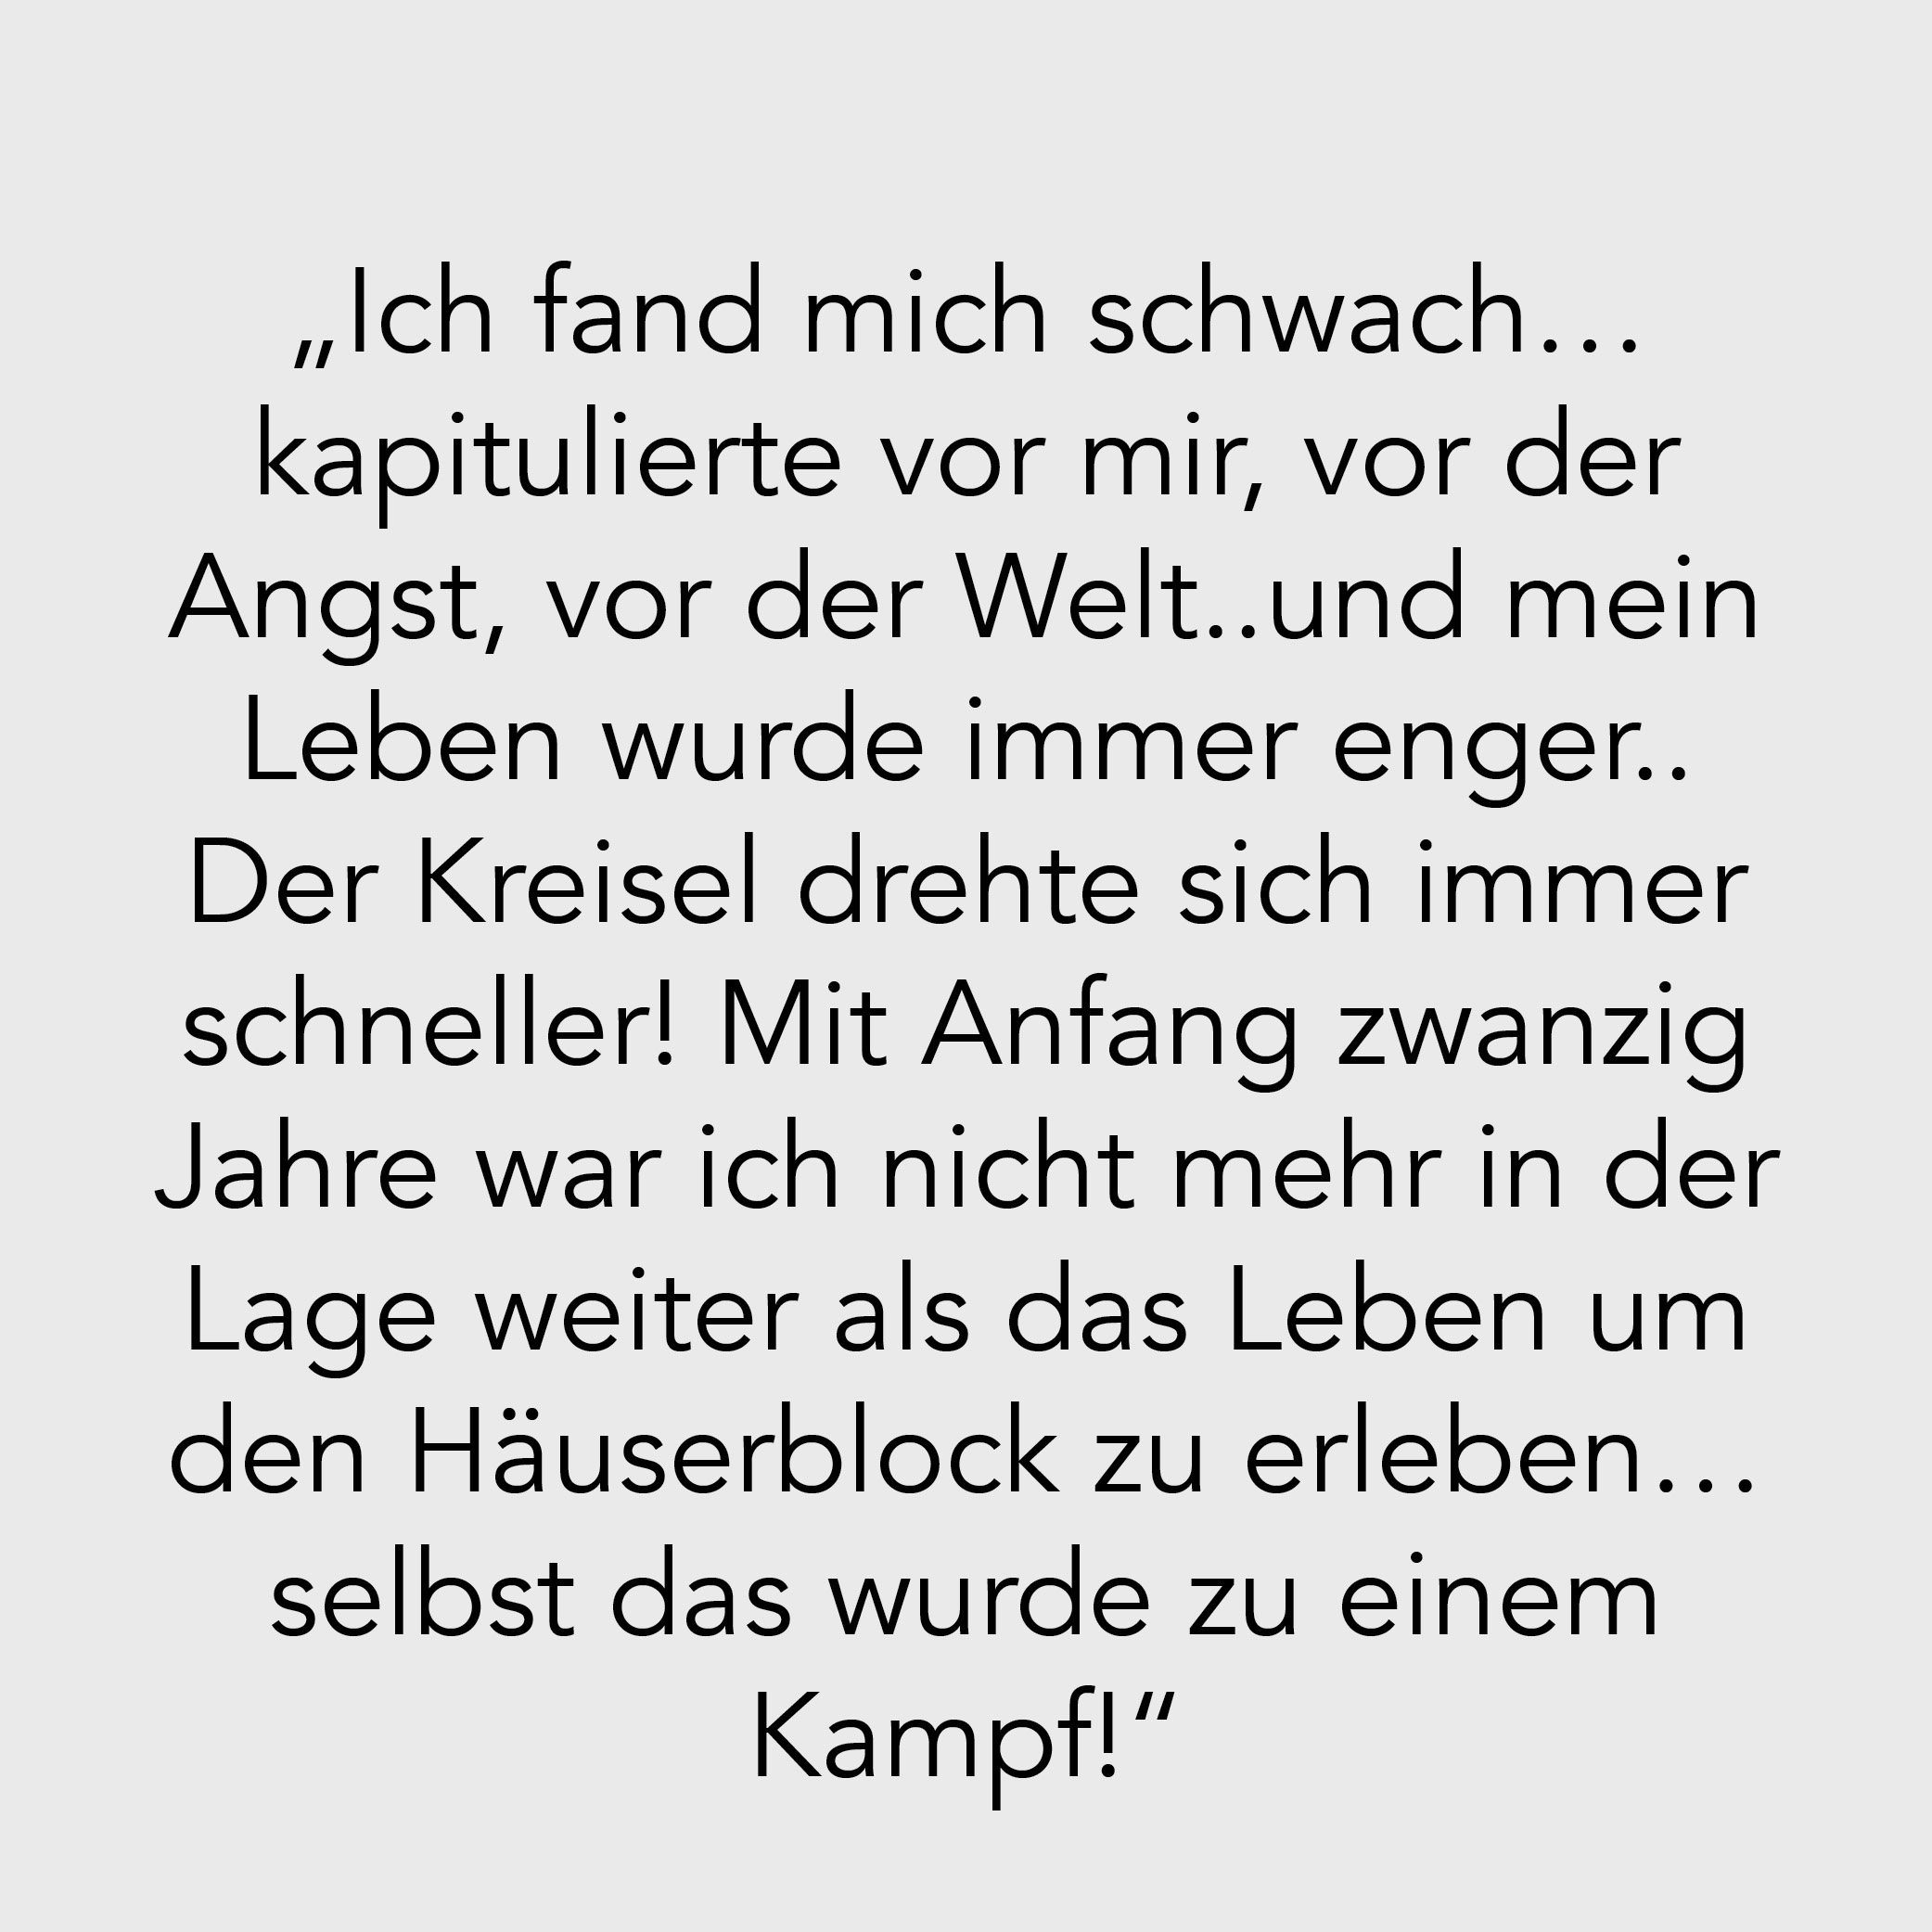 „Ich fand mich schwach...
kapitulierte vor mir, vor der
Angst, vor der Welt..und mein
Leben wurde immer enger..
Der Kreisel drehte sich immer
schneller! Mit Anfang zwanzig
Jahre war ich nicht mehr in der
Lage weiter als das Leben um
den Häuserblock zu erleben...
selbst das wurde zu einem
Kampf!“